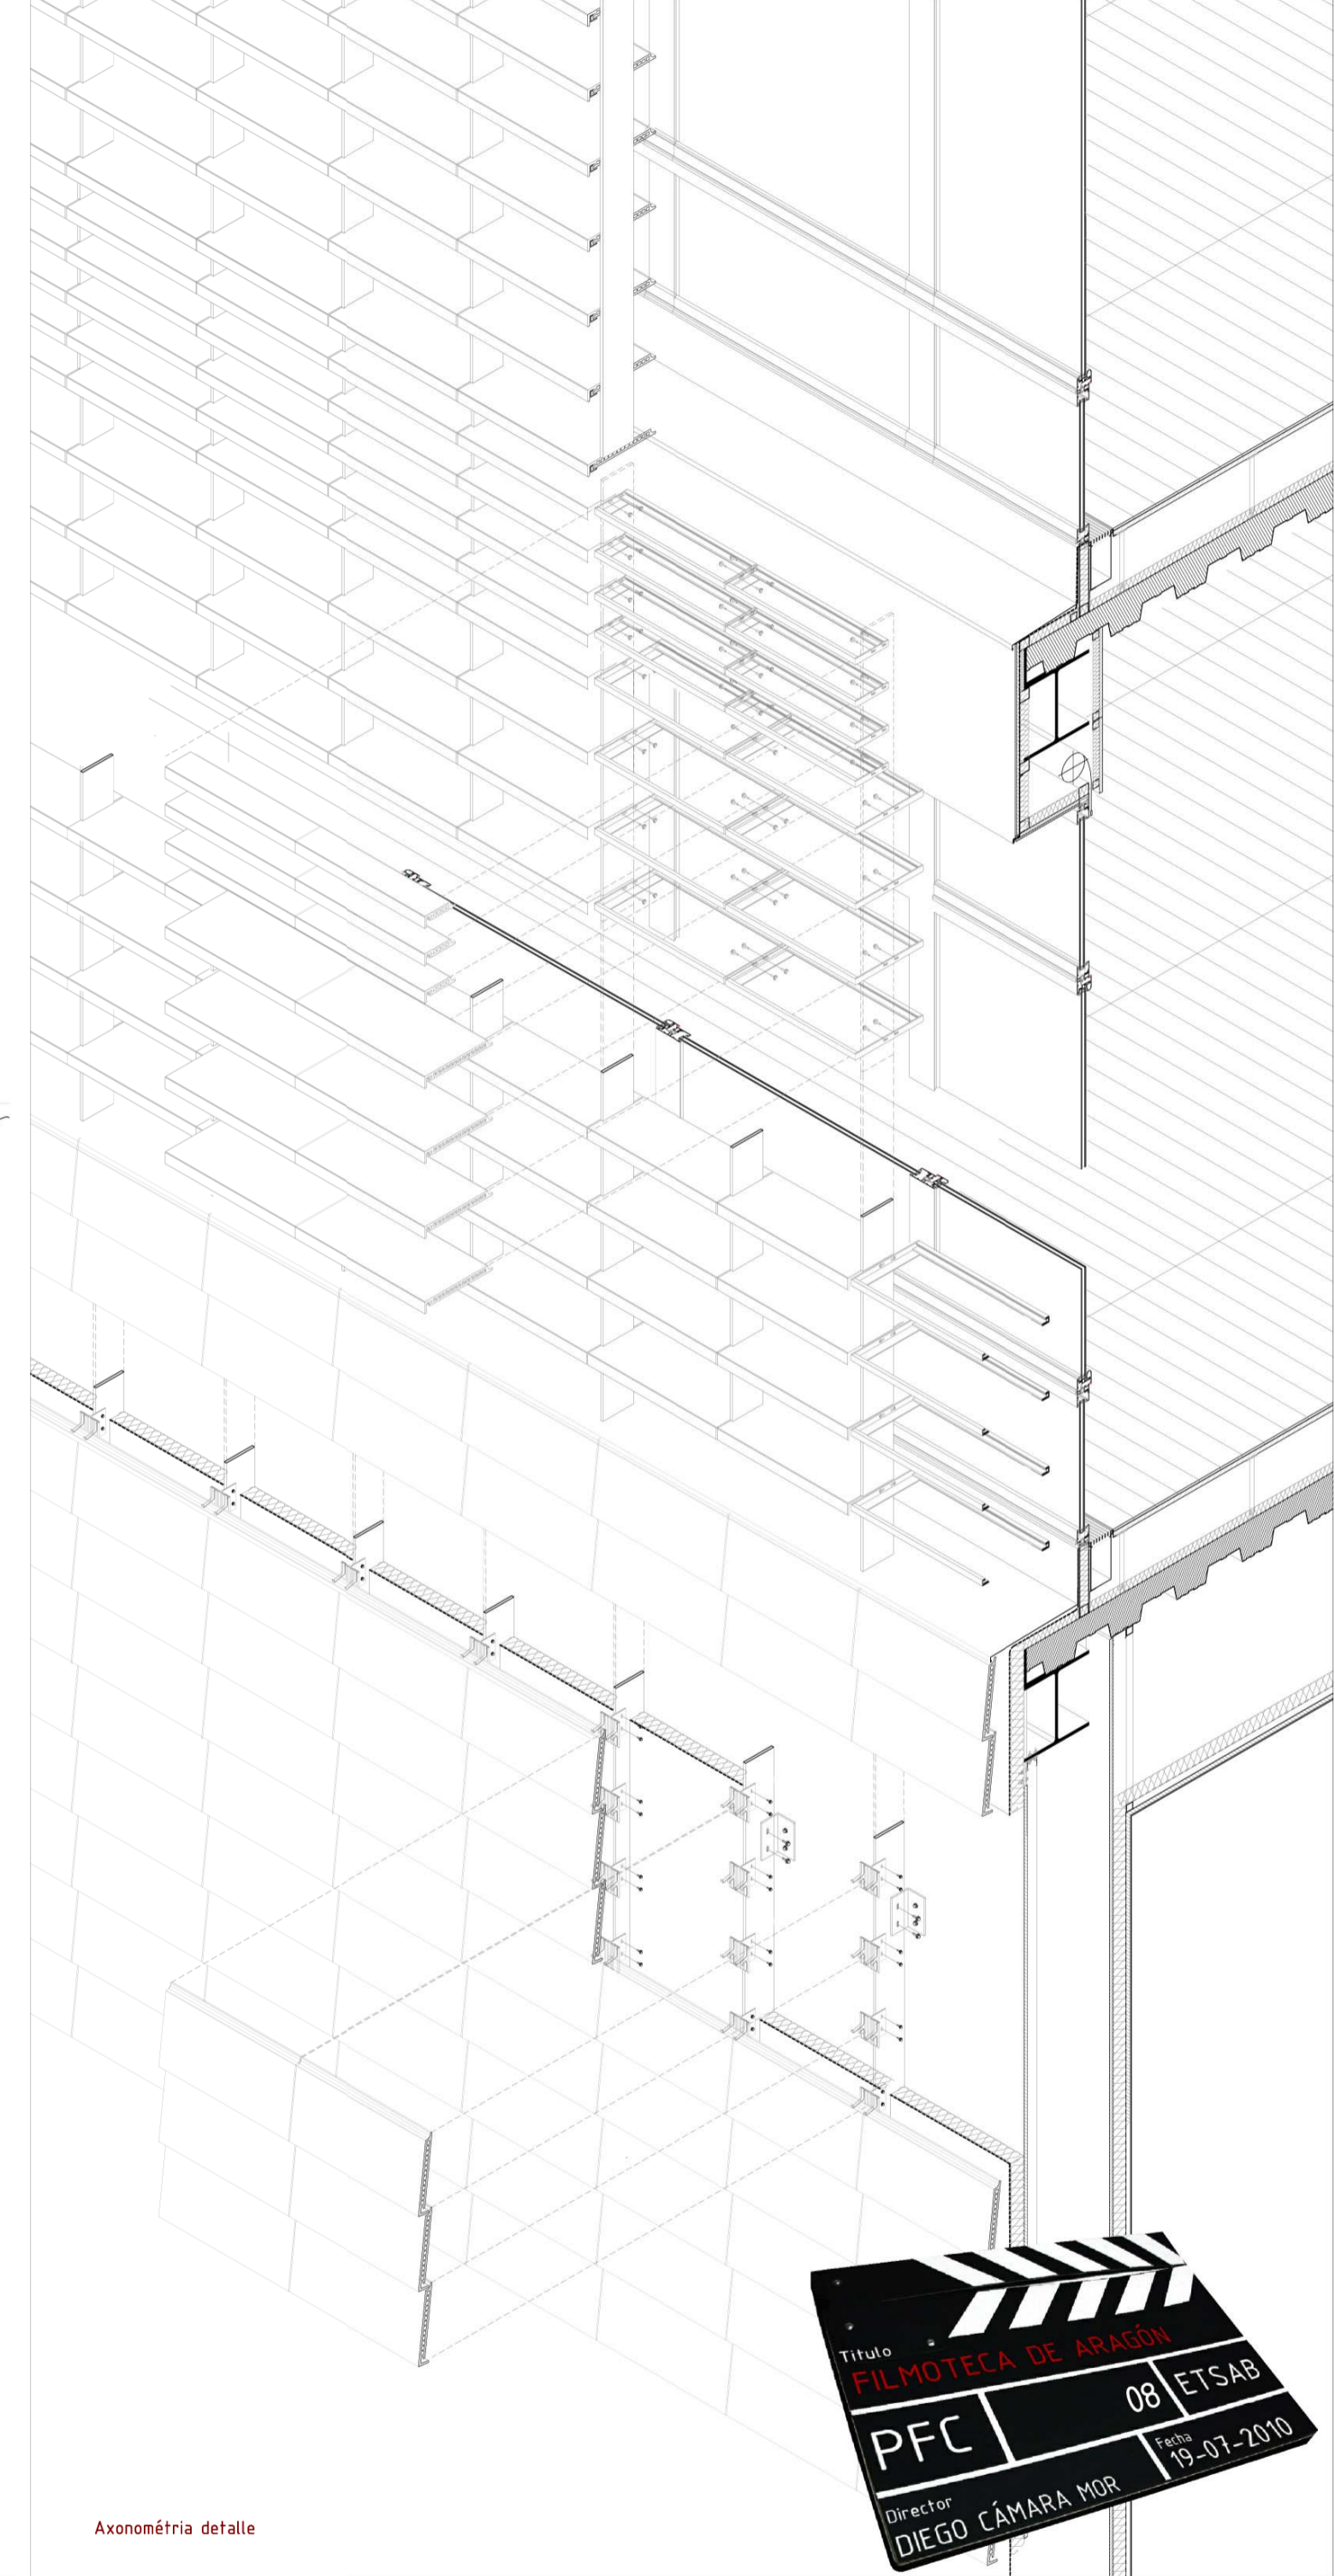 Titulo
FILMOTECA DE ARAGÓN
PFC
08
ETSAB
Fecha
19-07-2010
Director
DIEGO CÁMARA MOR
Axonométria detalle